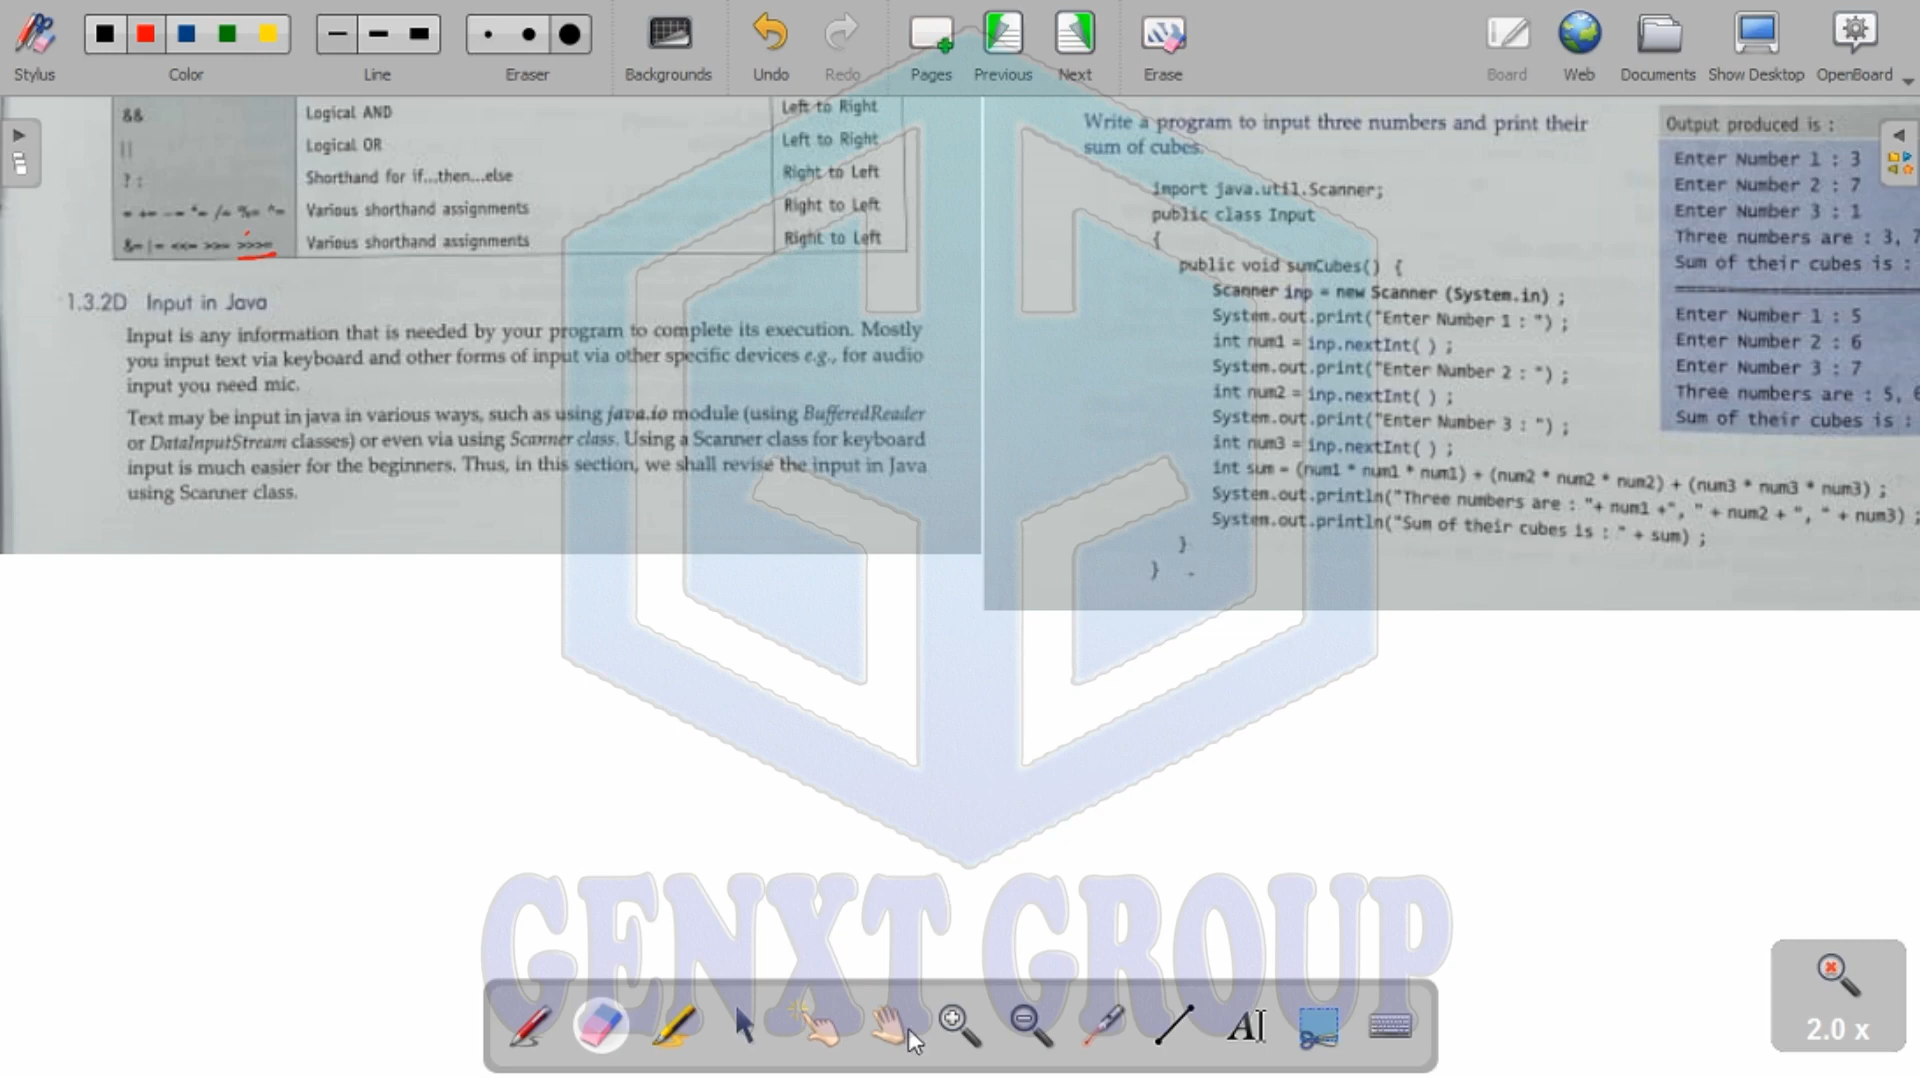 Stylus
Color
Line
Eraser
Backgrounds
Undo
Redo
Pages
Previous
Next
Erase
Board
Web
Documents
Show Desktop
OpenBoard
&& Logical AND Left to Right
|| Logical OR Left to Right
? : Shorthand for if...then...else Right to Left
= += -= *= /= %= ^= Various shorthand assignments Right to Left
&= |= <<= >>= >>>= Various shorthand assignments Right to Left
1.3.2D Input in Java
Input is any information that is needed by your program to complete its execution. Mostly
you input text via keyboard and other forms of input via other specific devices e.g., for audio
input you need mic.
Text may be input in java in various ways, such as using java.io module (using BufferedReader
or DataInputStream classes) or even via using Scanner class. Using a Scanner class for keyboard
input is much easier for the beginners. Thus, in this section, we shall revise the input in Java
using Scanner class.
Write a program to input three numbers and print their
sum of cubes.
import java.util.Scanner;
public class Input
{
public void sumCubes() {
Scanner inp = new Scanner (System.in) ;
System.out.print("Enter Number 1 : ") ;
int num1 = inp.nextInt( ) ;
System.out.print("Enter Number 2 : ") ;
int num2 = inp.nextInt( ) ;
System.out.print("Enter Number 3 : ") ;
int num3 = inp.nextInt( ) ;
int sum = (num1 * num1 * num1) + (num2 * num2 * num2) + (num3 * num3 * num3) ;
System.out.println("Three numbers are : "+ num1 +", " + num2 + ", " + num3) ;
System.out.println("Sum of their cubes is : " + sum) ;
}
}
Output produced is :
Enter Number 1 : 3
Enter Number 2 : 7
Enter Number 3 : 1
Three numbers are : 3, 7
Sum of their cubes is :
Enter Number 1 : 5
Enter Number 2 : 6
Enter Number 3 : 7
Three numbers are : 5, 6
Sum of their cubes is :
GENXT GROUP
AI
2.0 x